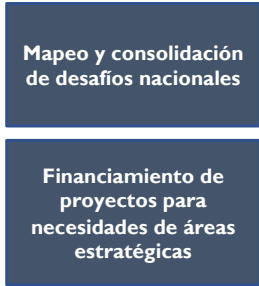 Mapeo y consolidación
de desafíos nacionales
Financiamiento de
proyectos para
necesidades de áreas
estratégicas